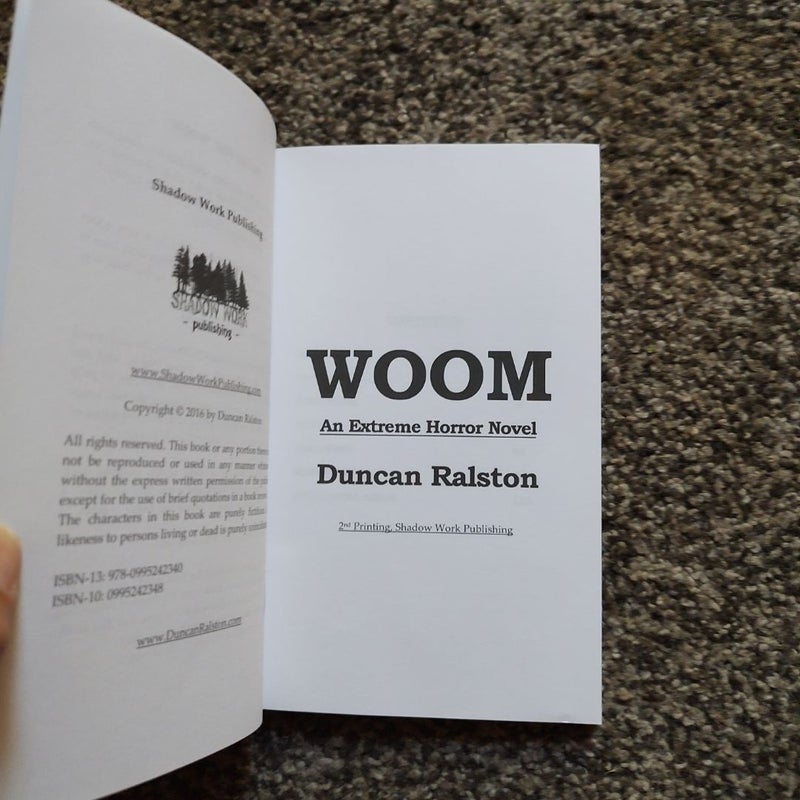 Shadow Work Publishing
SHADOW WORK
- publishing -
www.ShadowWorkPublishing.com
Copyright © 2016 by Duncan Ralston
All rights reserved. This book or any portion
not be reproduced or used in any manner
without the express written permission of the
except for the use of brief quotations in a book
The characters in this book are purely
likeness to persons living or dead is purely
ISBN-13: 978-0995242340
ISBN-10: 0995242348
www.DuncanRalston.com
WOOM
An Extreme Horror Novel
Duncan Ralston
2nd Printing, Shadow Work Publishing